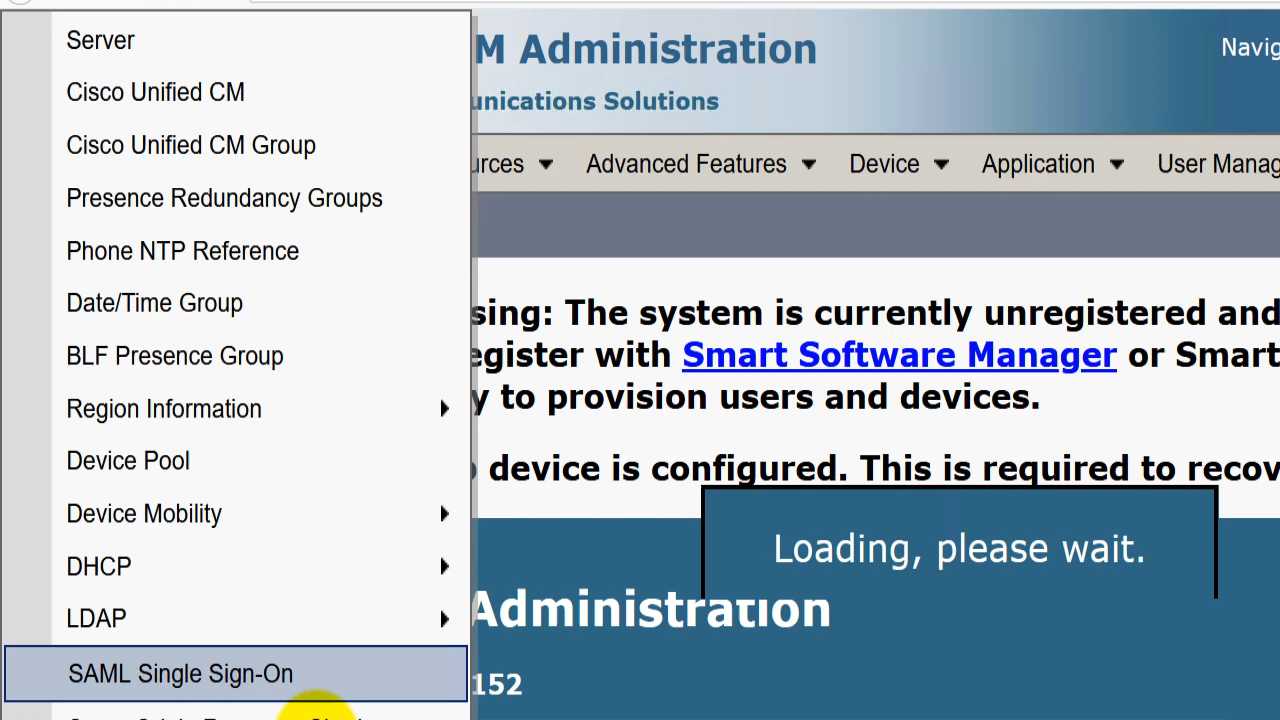 Server
Cisco Unified CM
Cisco Unified CM Group
Presence Redundancy Groups
Phone NTP Reference
Date/Time Group
BLF Presence Group
Region Information
Device Pool
Device Mobility
DHCP
LDAP
SAML Single Sign-On
M Administration
Navig
unications Solutions
urces Advanced Features Device Application User Manag
sing: The system is currently unregistered and
egister with Smart Software Manager or Smart
y to provision users and devices.
device is configured. This is required to recov
Loading, please wait.
Administration
152